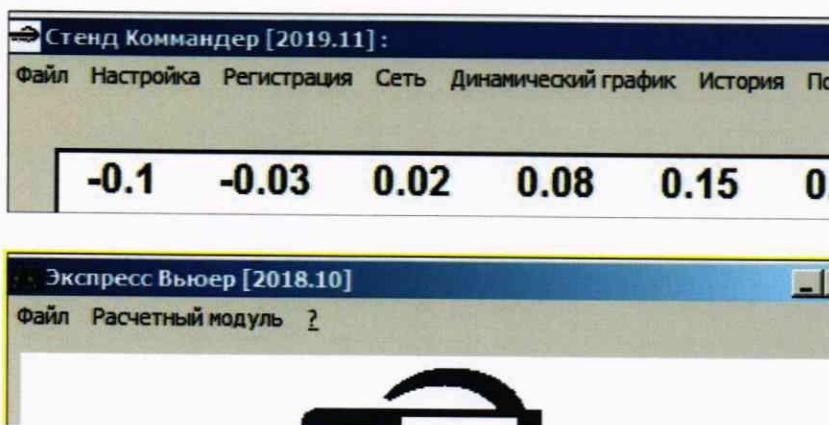 Стенд Коммандер [2019.11] :
Файл Настройка Регистрация Сеть Динамический график История
-0.1 -0.03 0.02 0.08 0.15
Экспресс Вьюер [2018.10]
Файл Расчетный модуль ?